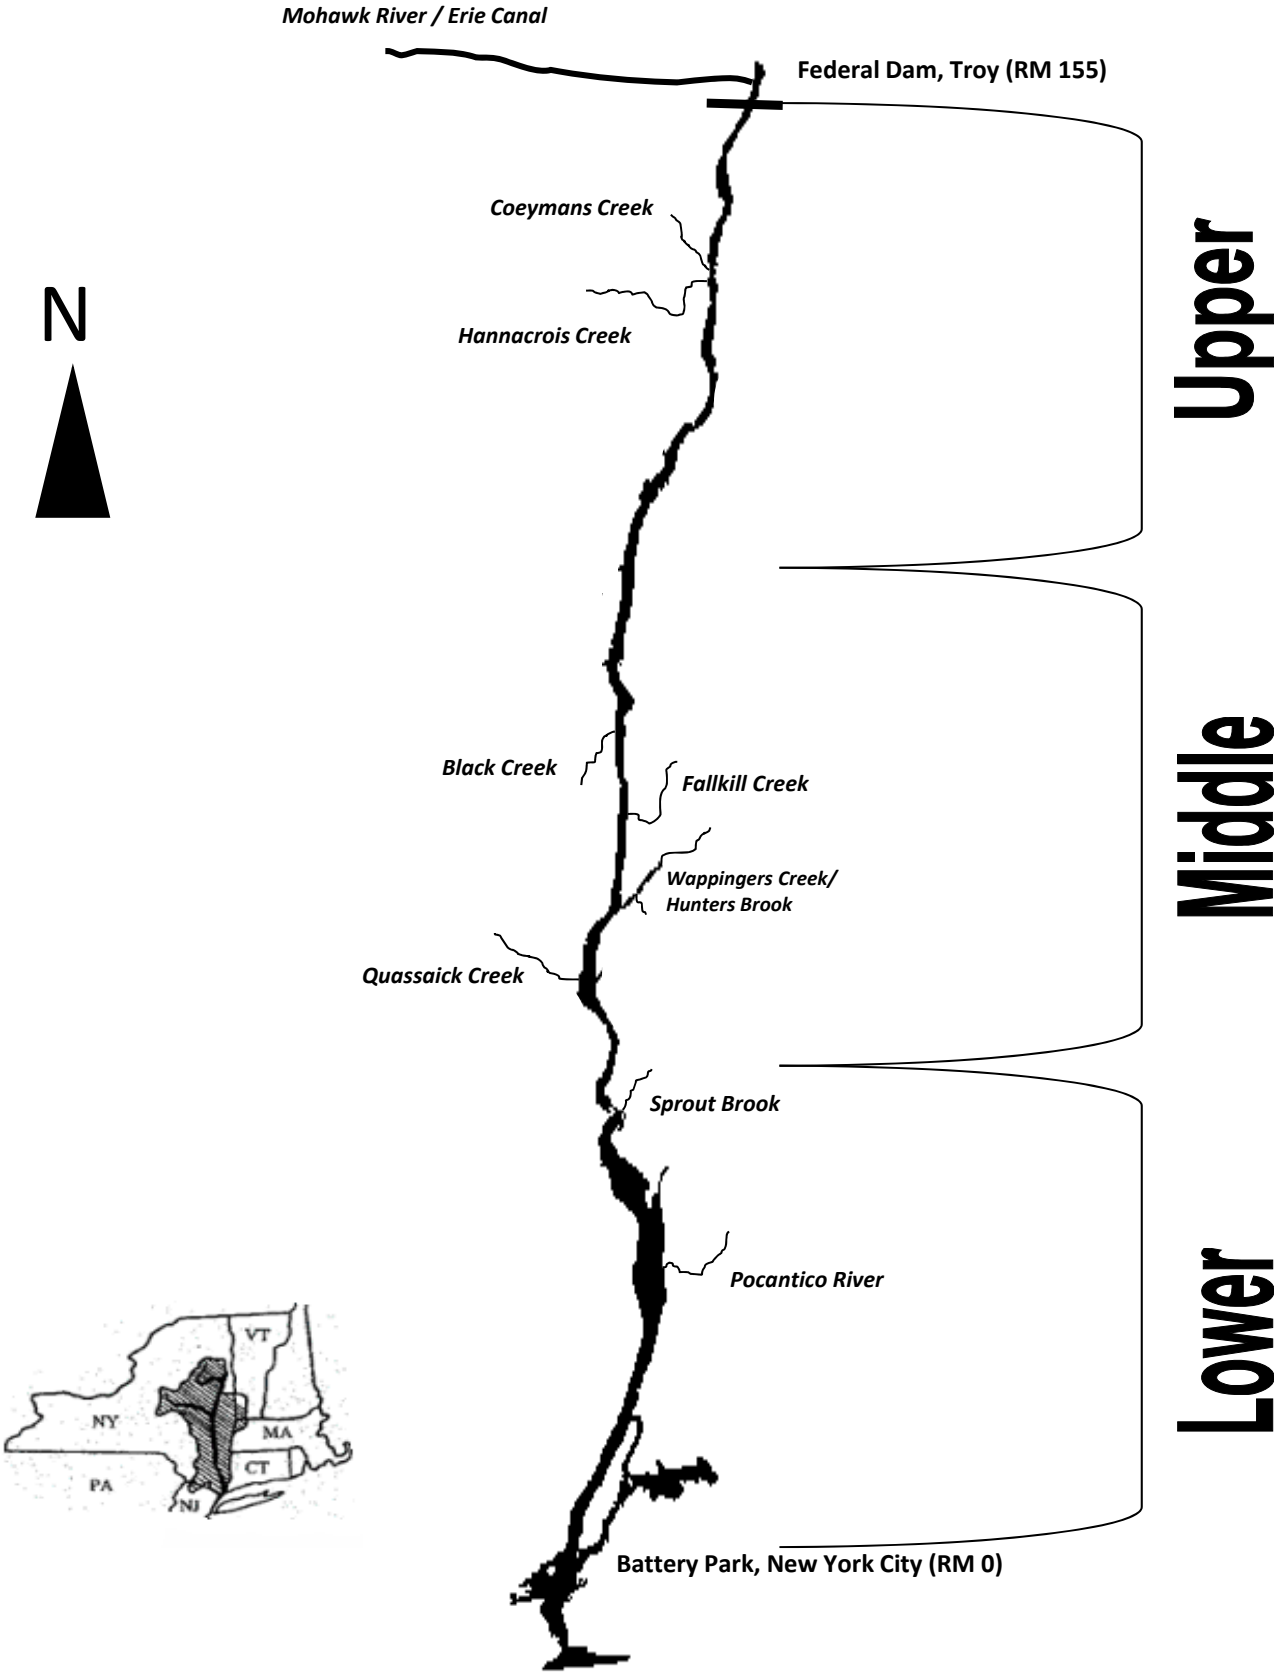 Mohawk River / Erie Canal
Federal Dam, Troy (RM 155)
Coeymans Creek
Upper
N
Hannacrois Creek
Black Creek
Fallkill Creek
Middle
Wappingers Creek/
Hunters Brook
Quassaick Creek
Sprout Brook
Pocantico River
Lower
VT
NY
MA
CT
PA
NJ
Battery Park, New York City (RM 0)